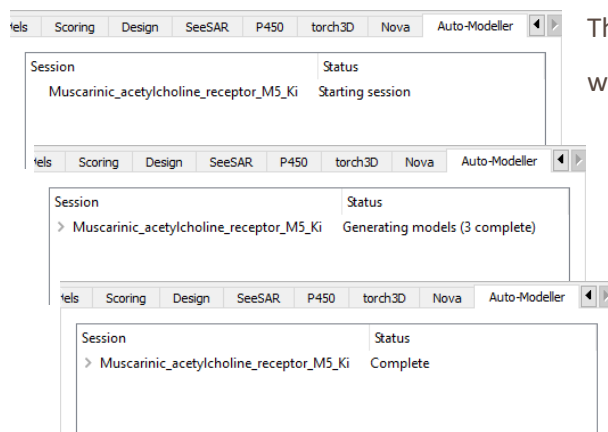 Scoring Design SeeSAR P450 torch3D Nova Auto-Modeller
Session Status
Muscarinic_acetylcholine_receptor_M5_Ki Starting session
els Scoring Design SeeSAR P450 torch3D Nova Auto-Modeller
Session Status
Muscarinic_acetylcholine_receptor_M5_Ki Generating models (3 complete)
els Scoring Design SeeSAR P450 torch3D Nova Auto-Modeller
Session Status
Muscarinic_acetylcholine_receptor_M5_Ki Complete